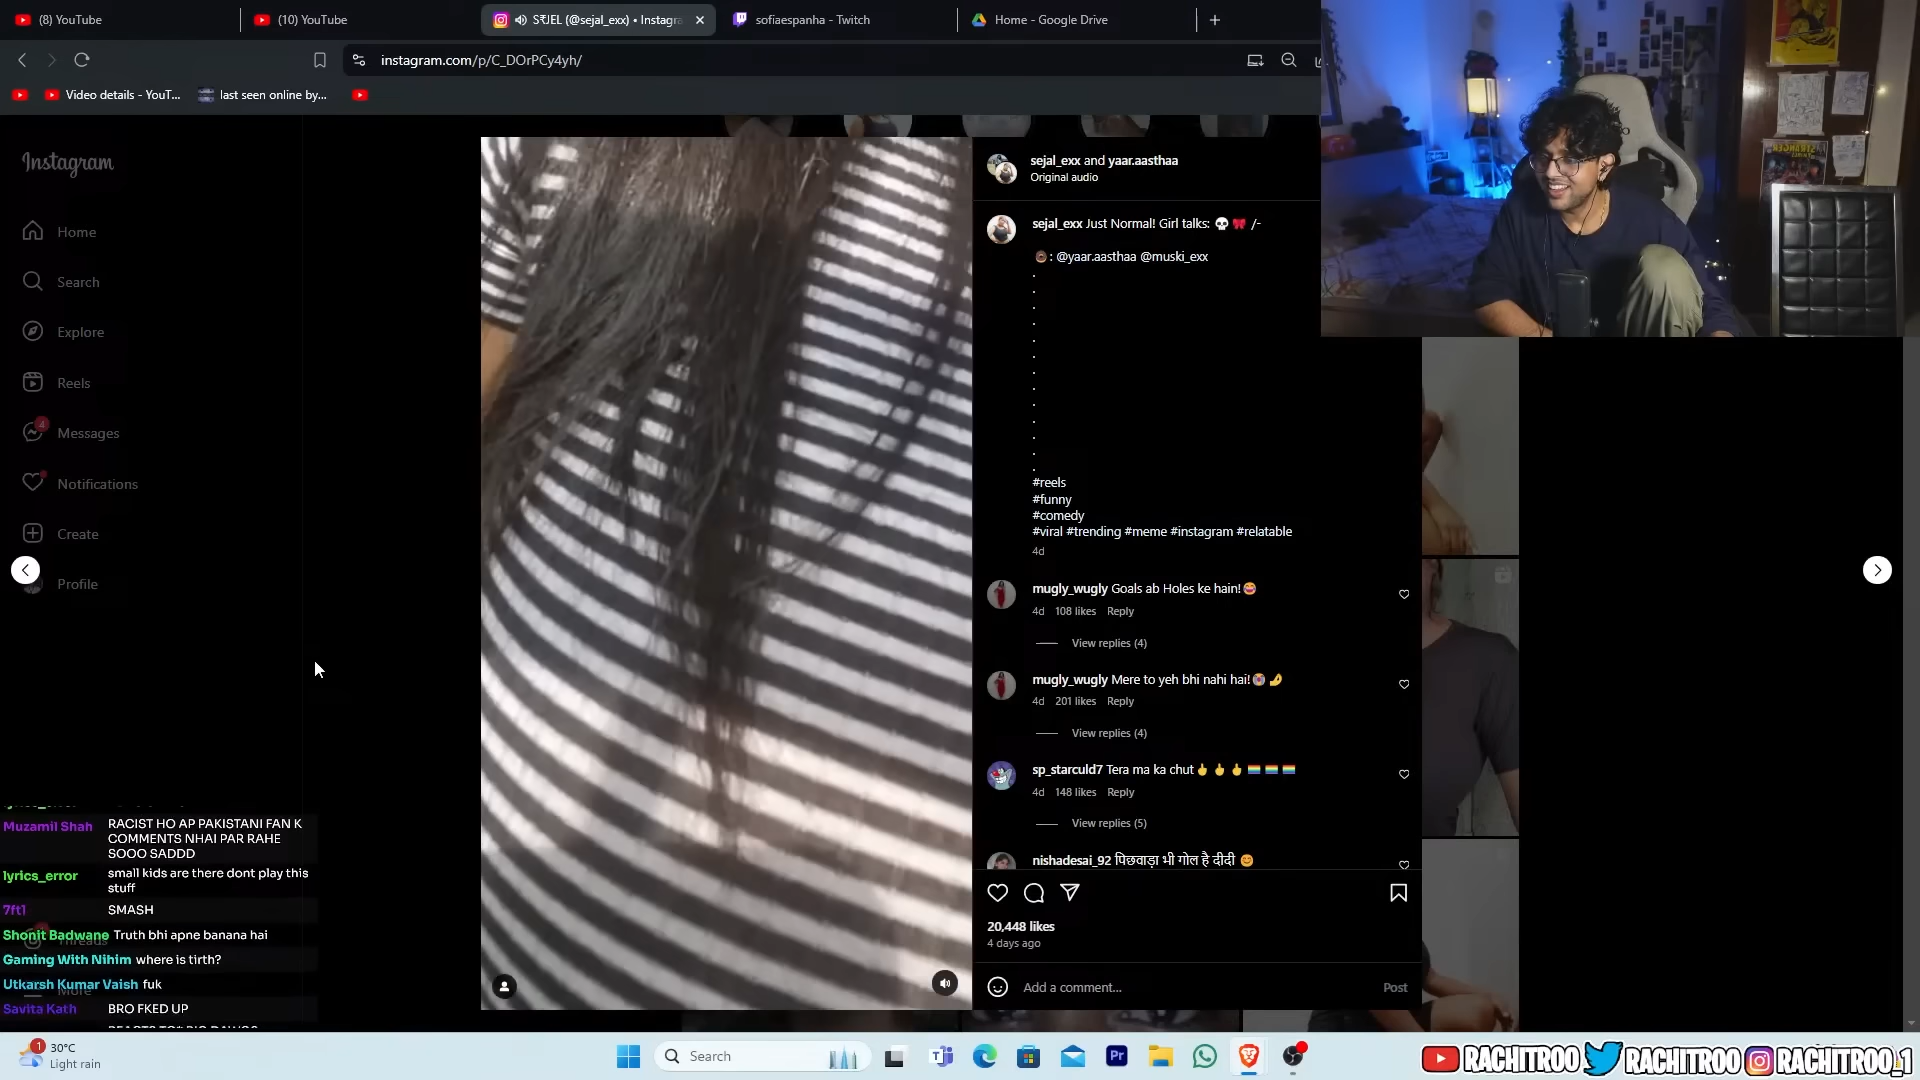 (8) YouTube
(10) YouTube
S₹JEL (@sejal_exx) • Instagra
sofiaespanha - Twitch
Home - Google Drive
instagram.com/p/C_DOrPCy4yh/
Video details - YouT...
last seen online by...
Instagram
Home
Search
Explore
Reels
4
Messages
Notifications
Create
Profile
sejal_exx and yaar.aasthaa
Original audio
sejal_exx Just Normal! Girl talks: 💀🎀 /-
: @yaar.aasthaa @muski_exx
.
.
.
.
.
.
.
.
.
.
.
.
.
#reels
#funny
#comedy
#viral #trending #meme #instagram #relatable
4d
mugly_wugly Goals ab Holes ke hain!😂
4d 108 likes Reply
View replies (4)
mugly_wugly Mere to yeh bhi nahi hai!😭🤌
4d 201 likes Reply
View replies (4)
sp_starculd7 Tera ma ka chut🖕🖕🖕🏳️‍🌈🏳️‍🌈🏳️‍🌈
4d 148 likes Reply
View replies (5)
nishadesai_92 पिछवाड़ा भी गोल है दीदी 😊
20,448 likes
4 days ago
Add a comment...
Post
Muzamil Shah RACIST HO AP PAKISTANI FAN K
COMMENTS NHAI PAR RAHE
SOOO SADDD
lyrics_error small kids are there dont play this
stuff
7ft1 SMASH
Shonit Badwane Truth bhi apne banana hai
Threads
Gaming With Nihim where is tirth?
Utkarsh Kumar Vaish fuk
More
Savita Kath BRO FKED UP
1
30°C
Light rain
Search
Pr
RACHITROO
RACHITROO
RACHITROO_1